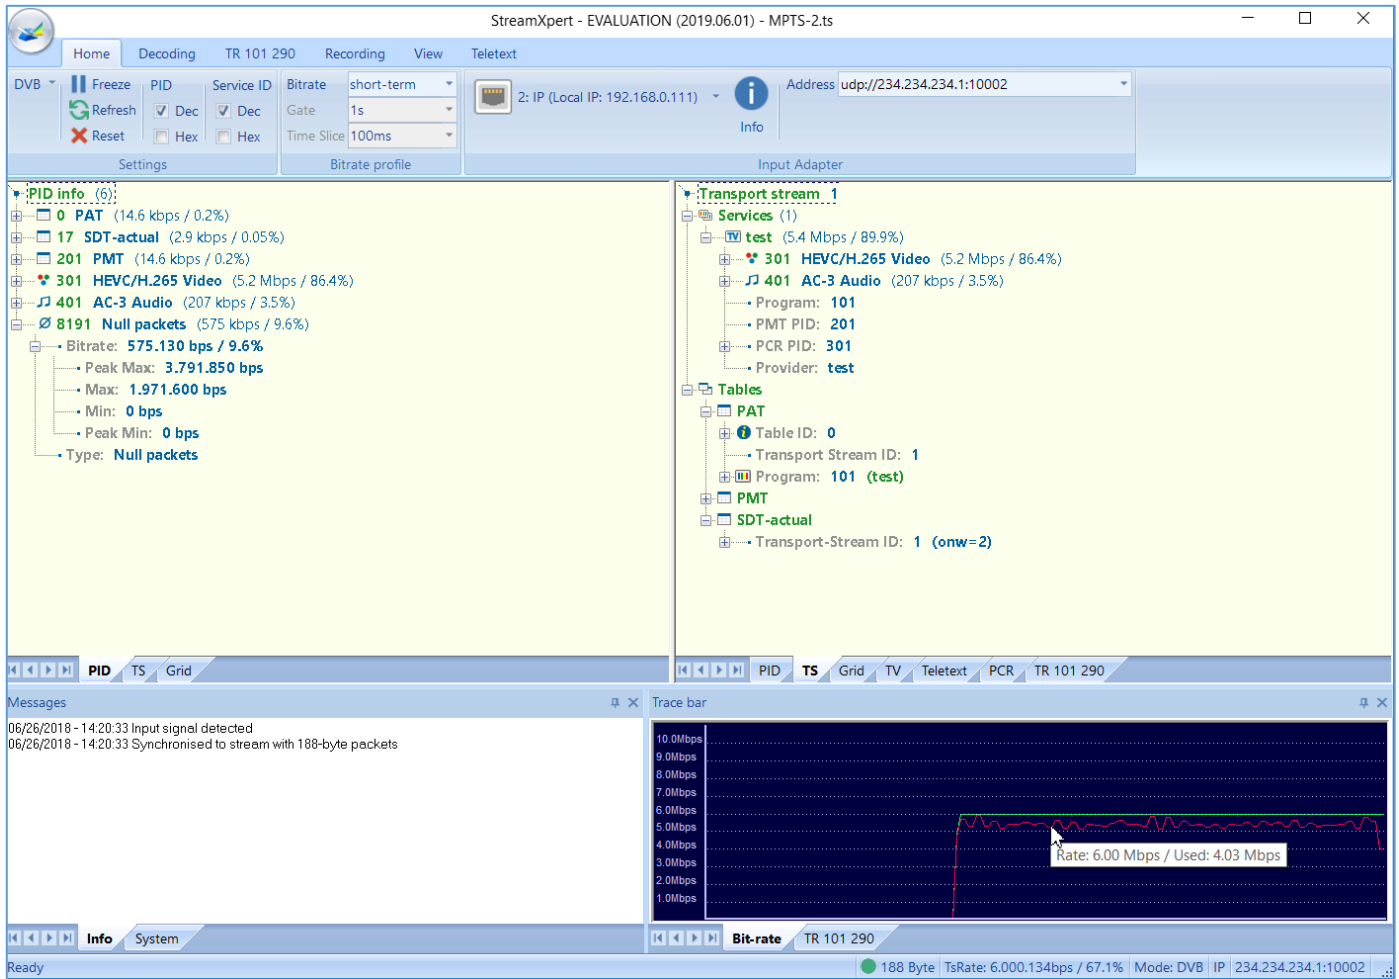 StreamXpert - EVALUATION (2019.06.01) - MPTS-2.ts
Home Decoding TR 101 290 Recording View Teletext
DVB Freeze PID Service ID Bitrate short-term 2: IP (Local IP: 192.168.0.111) Info Address udp://234.234.234.1:10002
Refresh Dec Dec Gate 1s
Reset Hex Hex Time Slice 100ms
Settings Bitrate profile Input Adapter
PID info (6)
0 PAT (14.6 kbps / 0.2%)
17 SDT-actual (2.9 kbps / 0.05%)
201 PMT (14.6 kbps / 0.2%)
301 HEVC/H.265 Video (5.2 Mbps / 86.4%)
401 AC-3 Audio (207 kbps / 3.5%)
8191 Null packets (575 kbps / 9.6%)
Bitrate: 575.130 bps / 9.6%
Peak Max: 3.791.850 bps
Max: 1.971.600 bps
Min: 0 bps
Peak Min: 0 bps
Type: Null packets
PID TS Grid
Transport stream 1
Services (1)
TV test (5.4 Mbps / 89.9%)
301 HEVC/H.265 Video (5.2 Mbps / 86.4%)
401 AC-3 Audio (207 kbps / 3.5%)
Program: 101
PMT PID: 201
PCR PID: 301
Provider: test
Tables
PAT
Table ID: 0
Transport Stream ID: 1
Program: 101 (test)
PMT
SDT-actual
Transport-Stream ID: 1 (onw=2)
PID TS Grid TV Teletext PCR TR 101 290
Messages
06/26/2018 - 14:20:33 Input signal detected
06/26/2018 - 14:20:33 Synchronised to stream with 188-byte packets
Info System
Trace bar
10.0Mbps
9.0Mbps
8.0Mbps
7.0Mbps
6.0Mbps
5.0Mbps
4.0Mbps
3.0Mbps
2.0Mbps
1.0Mbps
Rate: 6.00 Mbps / Used: 4.03 Mbps
Bit-rate TR 101 290
Ready 188 Byte TsRate: 6.000.134bps / 67.1% Mode: DVB IP 234.234.234.1:10002